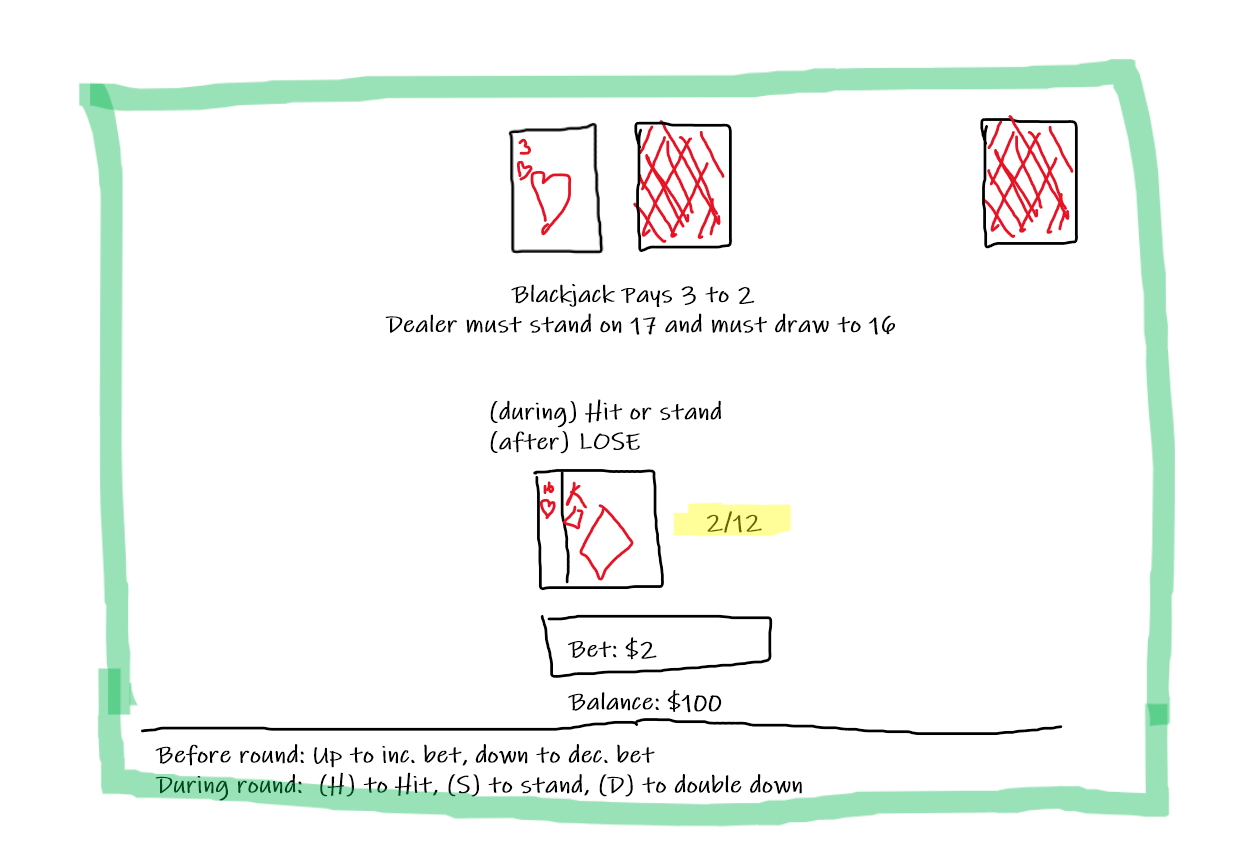 3
Blackjack Pays 3 to 2
Dealer must stand on 17 and must draw to 16
(during) Hit or stand
(after) LOSE
10 K
2/12
Bet: $2
Balance: $100
Before round: Up to inc. bet, down to dec. bet
During round: (H) to Hit, (S) to stand, (D) to double down